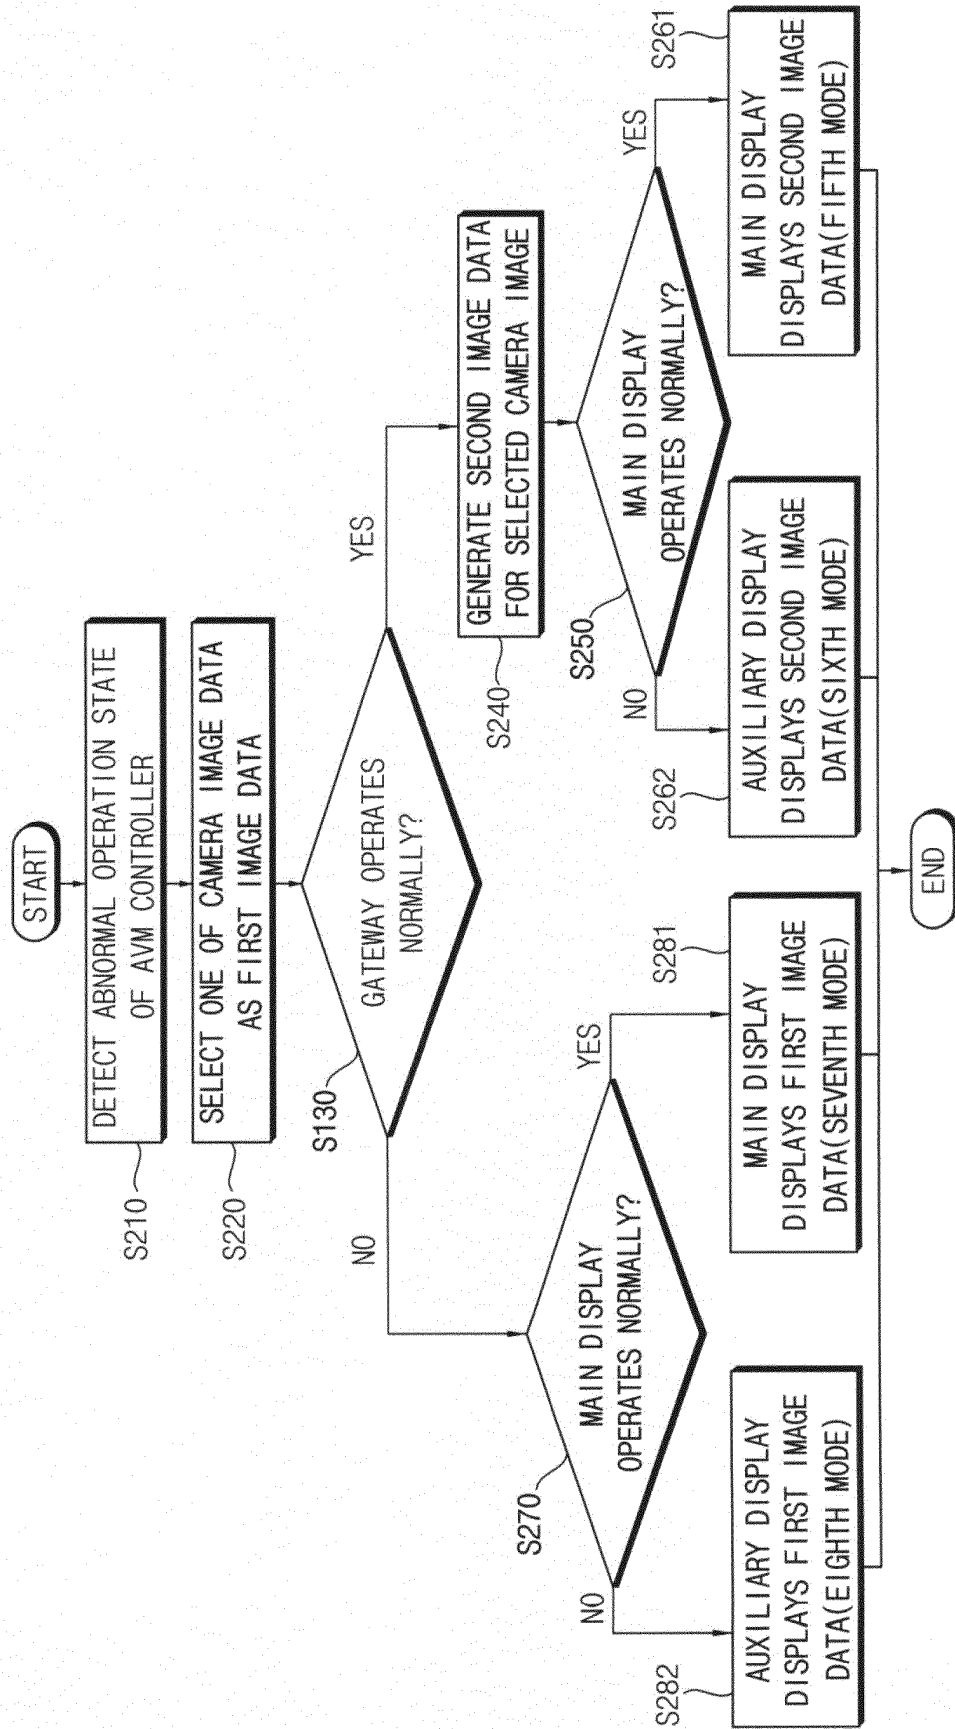 START
DETECT ABNORMAL OPERATION STATE
OF AVM CONTROLLER
S210
SELECT ONE OF CAMERA IMAGE DATA
AS FIRST IMAGE DATA
S220
GATEWAY OPERATES
NORMALLY?
S130
NO
YES
GENERATE SECOND IMAGE DATA
FOR SELECTED CAMERA IMAGE
S240
MAIN DISPLAY
OPERATES NORMALLY?
S270
NO
YES
MAIN DISPLAY
OPERATES NORMALLY?
S250
NO
YES
S282
AUXILIARY DISPLAY
DISPLAYS FIRST IMAGE
DATA(EIGHTH MODE)
S281
MAIN DISPLAY
DISPLAYS FIRST IMAGE
DATA(SEVENTH MODE)
S262
AUXILIARY DISPLAY
DISPLAYS SECOND IMAGE
DATA(SIXTH MODE)
S261
MAIN DISPLAY
DISPLAYS SECOND IMAGE
DATA(FIFTH MODE)
END